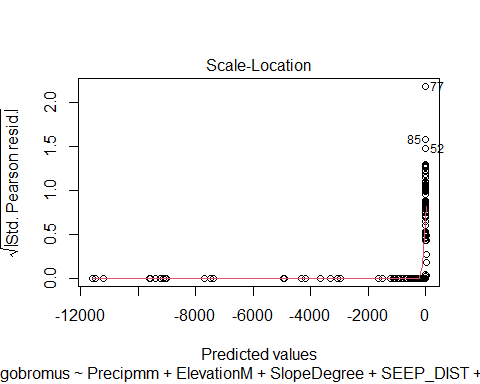 Scale-Location
√|Std. Pearson resid.|
2.0
1.5
1.0
0.5
0.0
77
85
52
-12000 -8000 -6000 -4000 -2000 0
Predicted values
gobromus ~ Precipmm + ElevationM + SlopeDegree + SEEP_DIST +